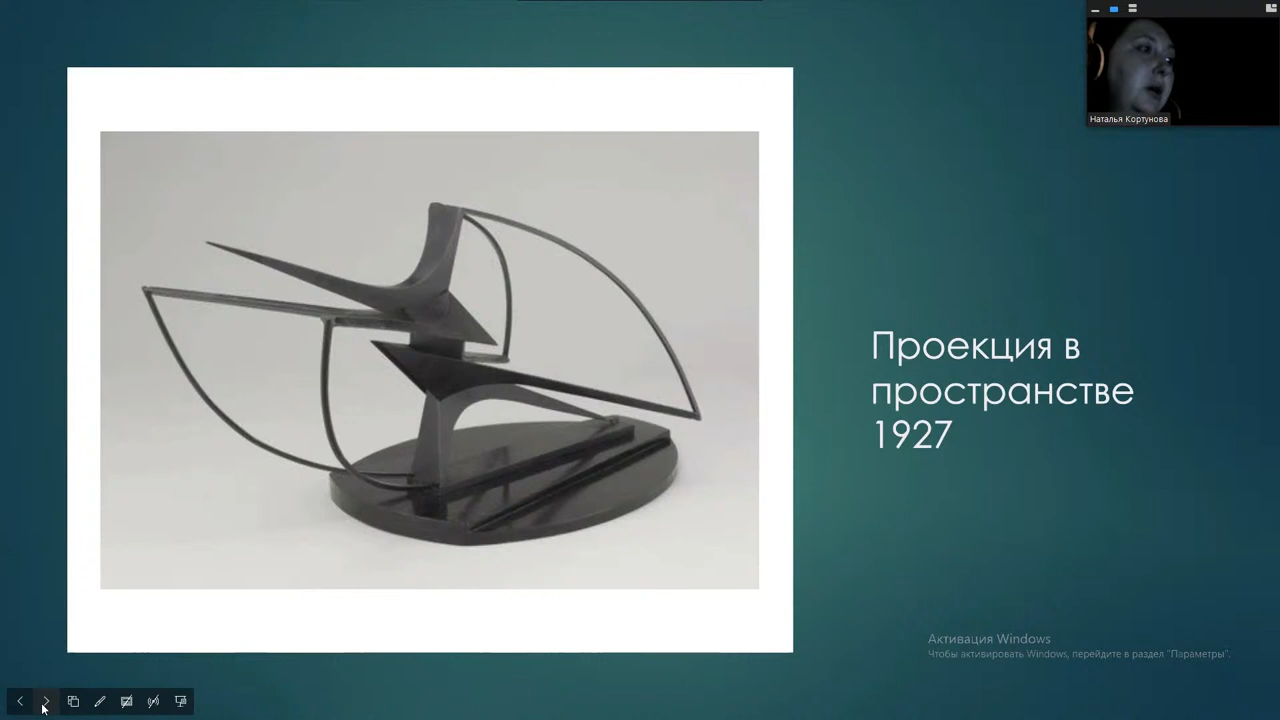 Наталья Кортунова
Проекция в
пространстве
1927
Активация Windows
Чтобы активировать Windows, перейдите в раздел "Параметры".